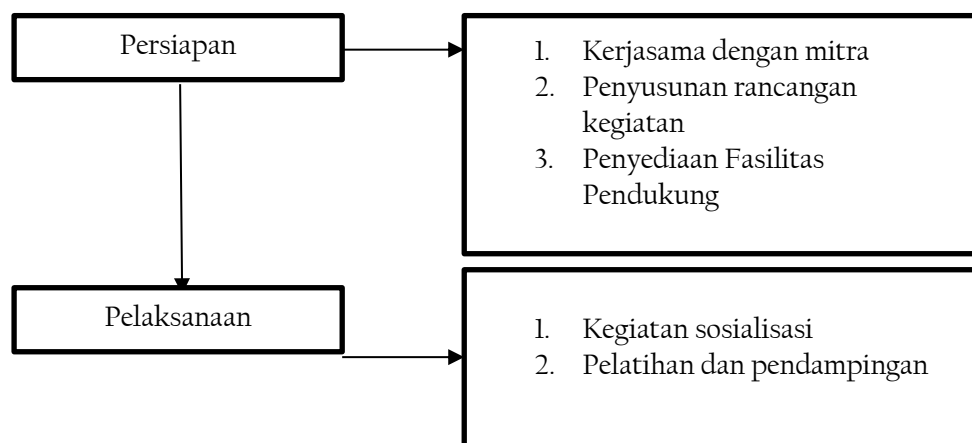 Persiapan
1. Kerjasama dengan mitra
2. Penyusunan rancangan
kegiatan
3. Penyediaan Fasilitas
Pendukung
Pelaksanaan
1. Kegiatan sosialisasi
2. Pelatihan dan pendampingan